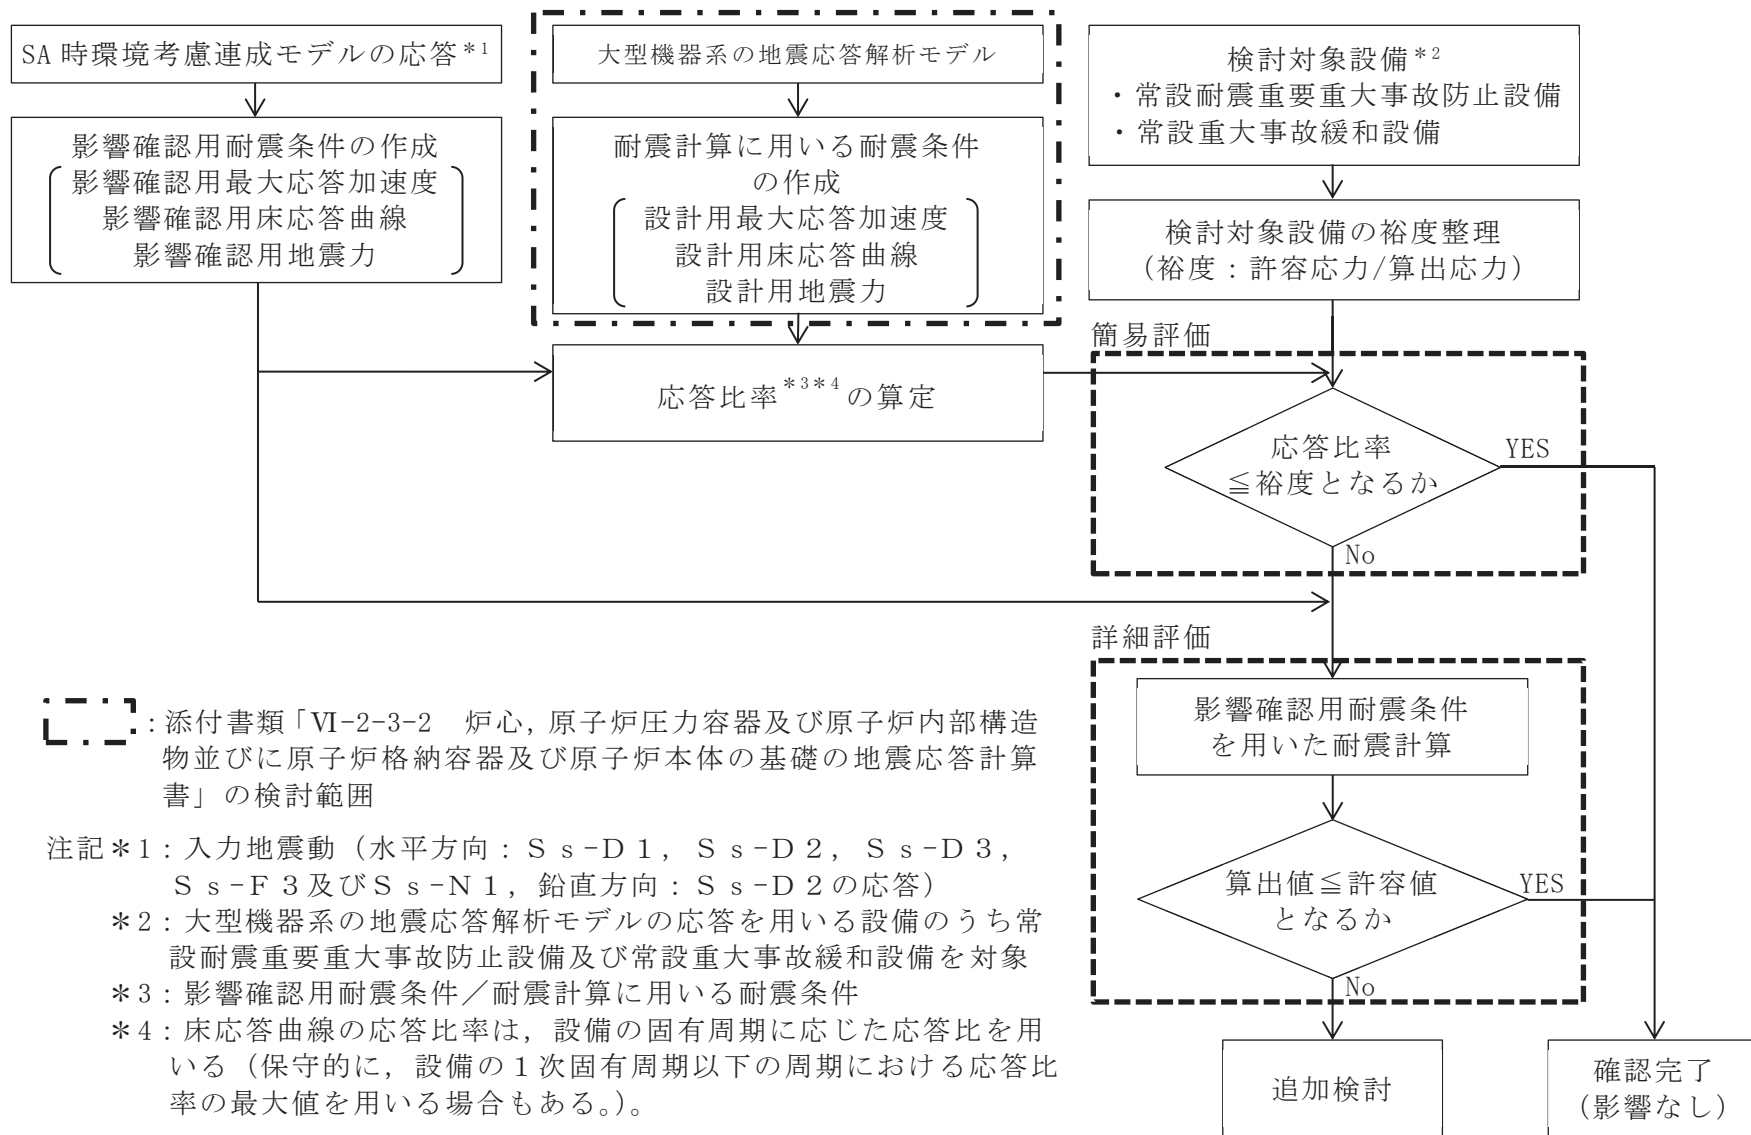 SA時環境考慮連成モデルの応答*1
影響確認用耐震条件の作成
影響確認用最大応答加速度
影響確認用床応答曲線
影響確認用地震力
大型機器系の地震応答解析モデル
耐震計算に用いる耐震条件
の作成
設計用最大応答加速度
設計用床応答曲線
設計用地震力
応答比率*3*4の算定
検討対象設備*2
・常設耐震重要重大事故防止設備
・常設重大事故緩和設備
検討対象設備の裕度整理
(裕度:許容応力/算出応力)
簡易評価
応答比率
≦裕度となるか
YES
No
詳細評価
影響確認用耐震条件
を用いた耐震計算
算出値≦許容値
となるか
YES
No
追加検討
確認完了
(影響なし)
:添付書類「Ⅵ-2-3-2 炉心,原子炉圧力容器及び原子炉内部構造
物並びに原子炉格納容器及び原子炉本体の基礎の地震応答計算
書」の検討範囲
注記*1:入力地震動(水平方向:Ss-D1,Ss-D2,Ss-D3,
Ss-F3及びSs-N1,鉛直方向:Ss-D2の応答)
*2:大型機器系の地震応答解析モデルの応答を用いる設備のうち常
設耐震重要重大事故防止設備及び常設重大事故緩和設備を対象
*3:影響確認用耐震条件/耐震計算に用いる耐震条件
*4:床応答曲線の応答比率は,設備の固有周期に応じた応答比を用
いる(保守的に,設備の1次固有周期以下の周期における応答比
率の最大値を用いる場合もある。)。